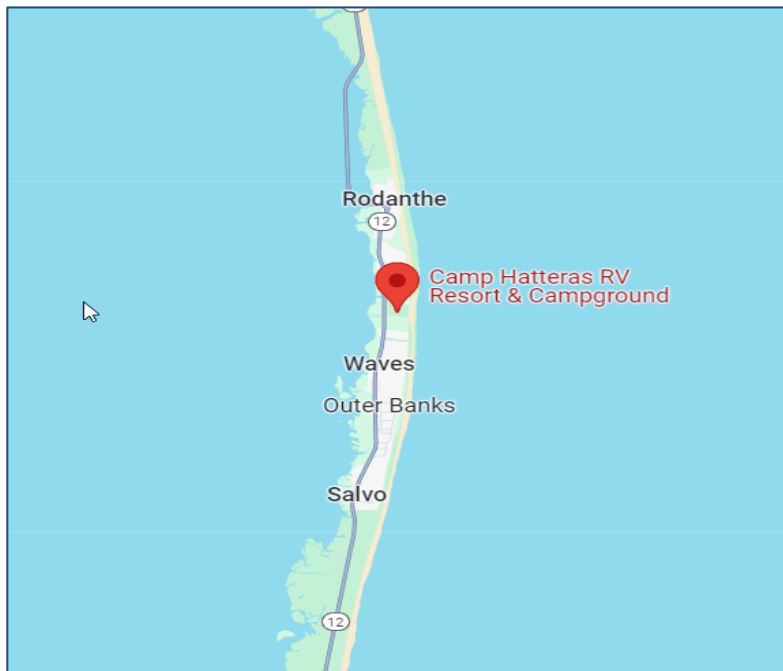 Rodanthe
12
Camp Hatteras RV
Resort & Campground
Waves
Outer Banks
Salvo
12